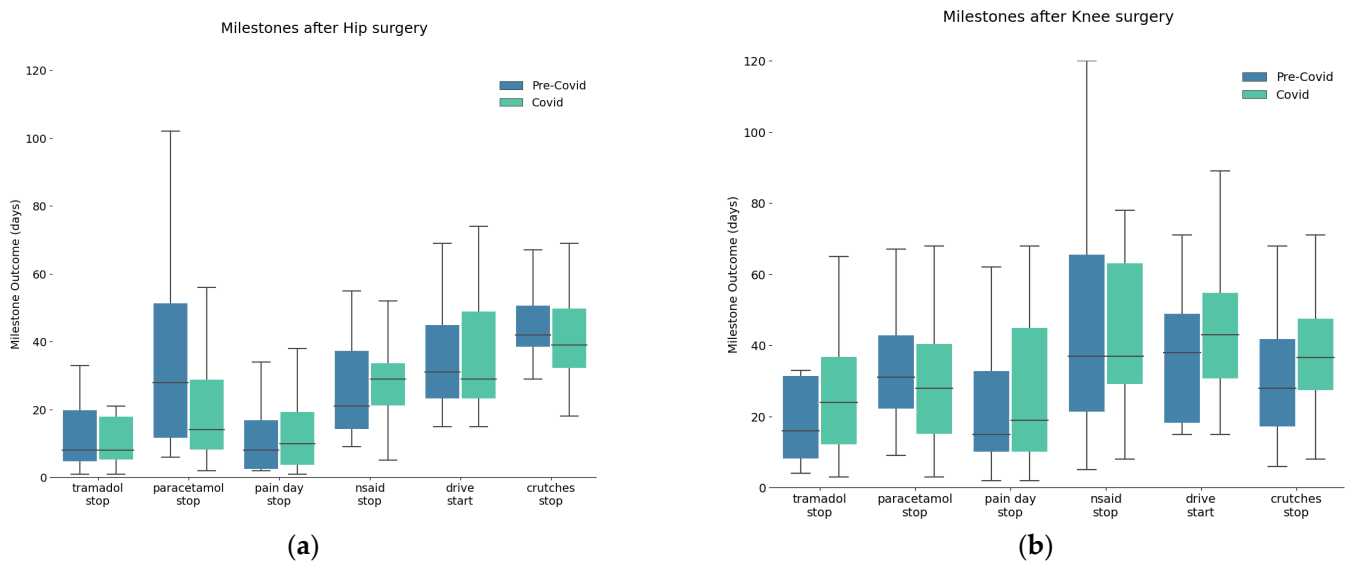 Milestones after Hip surgery
120
100
80
60
40
20
0
Milestone Outcome (days)
Pre-Covid
Covid
tramadol
stop
paracetamol
stop
pain day
stop
nsaid
stop
drive
start
crutches
stop
(a)
Milestones after Knee surgery
120
100
80
60
40
20
0
Milestone Outcome (days)
Pre-Covid
Covid
tramadol
stop
paracetamol
stop
pain day
stop
nsaid
stop
drive
start
crutches
stop
(b)